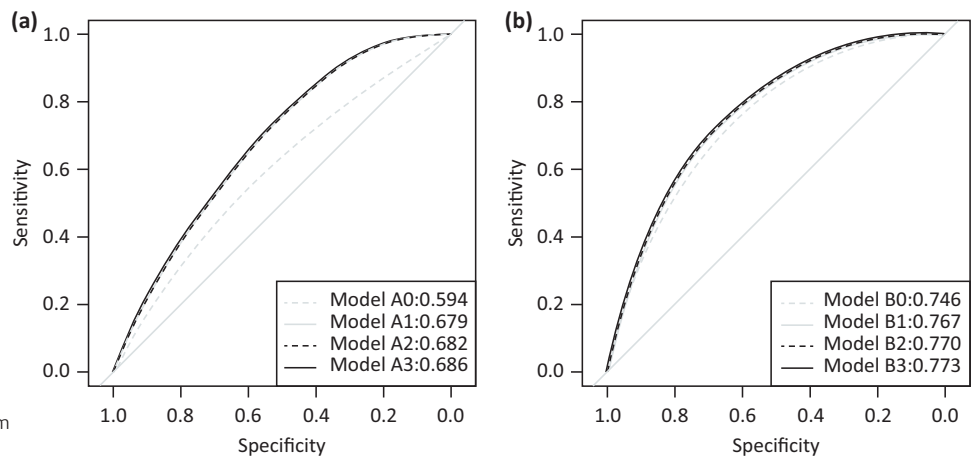 (a)
1.0
0.8
0.6
0.4
0.2
0.0
Sensitivity
Model A0:0.594
Model A1:0.679
Model A2:0.682
Model A3:0.686
1.0 0.8 0.6 0.4 0.2 0.0
Specificity
(b)
1.0
0.8
0.6
0.4
0.2
0.0
Sensitivity
Model B0:0.746
Model B1:0.767
Model B2:0.770
Model B3:0.773
1.0 0.8 0.6 0.4 0.2 0.0
Specificity
m